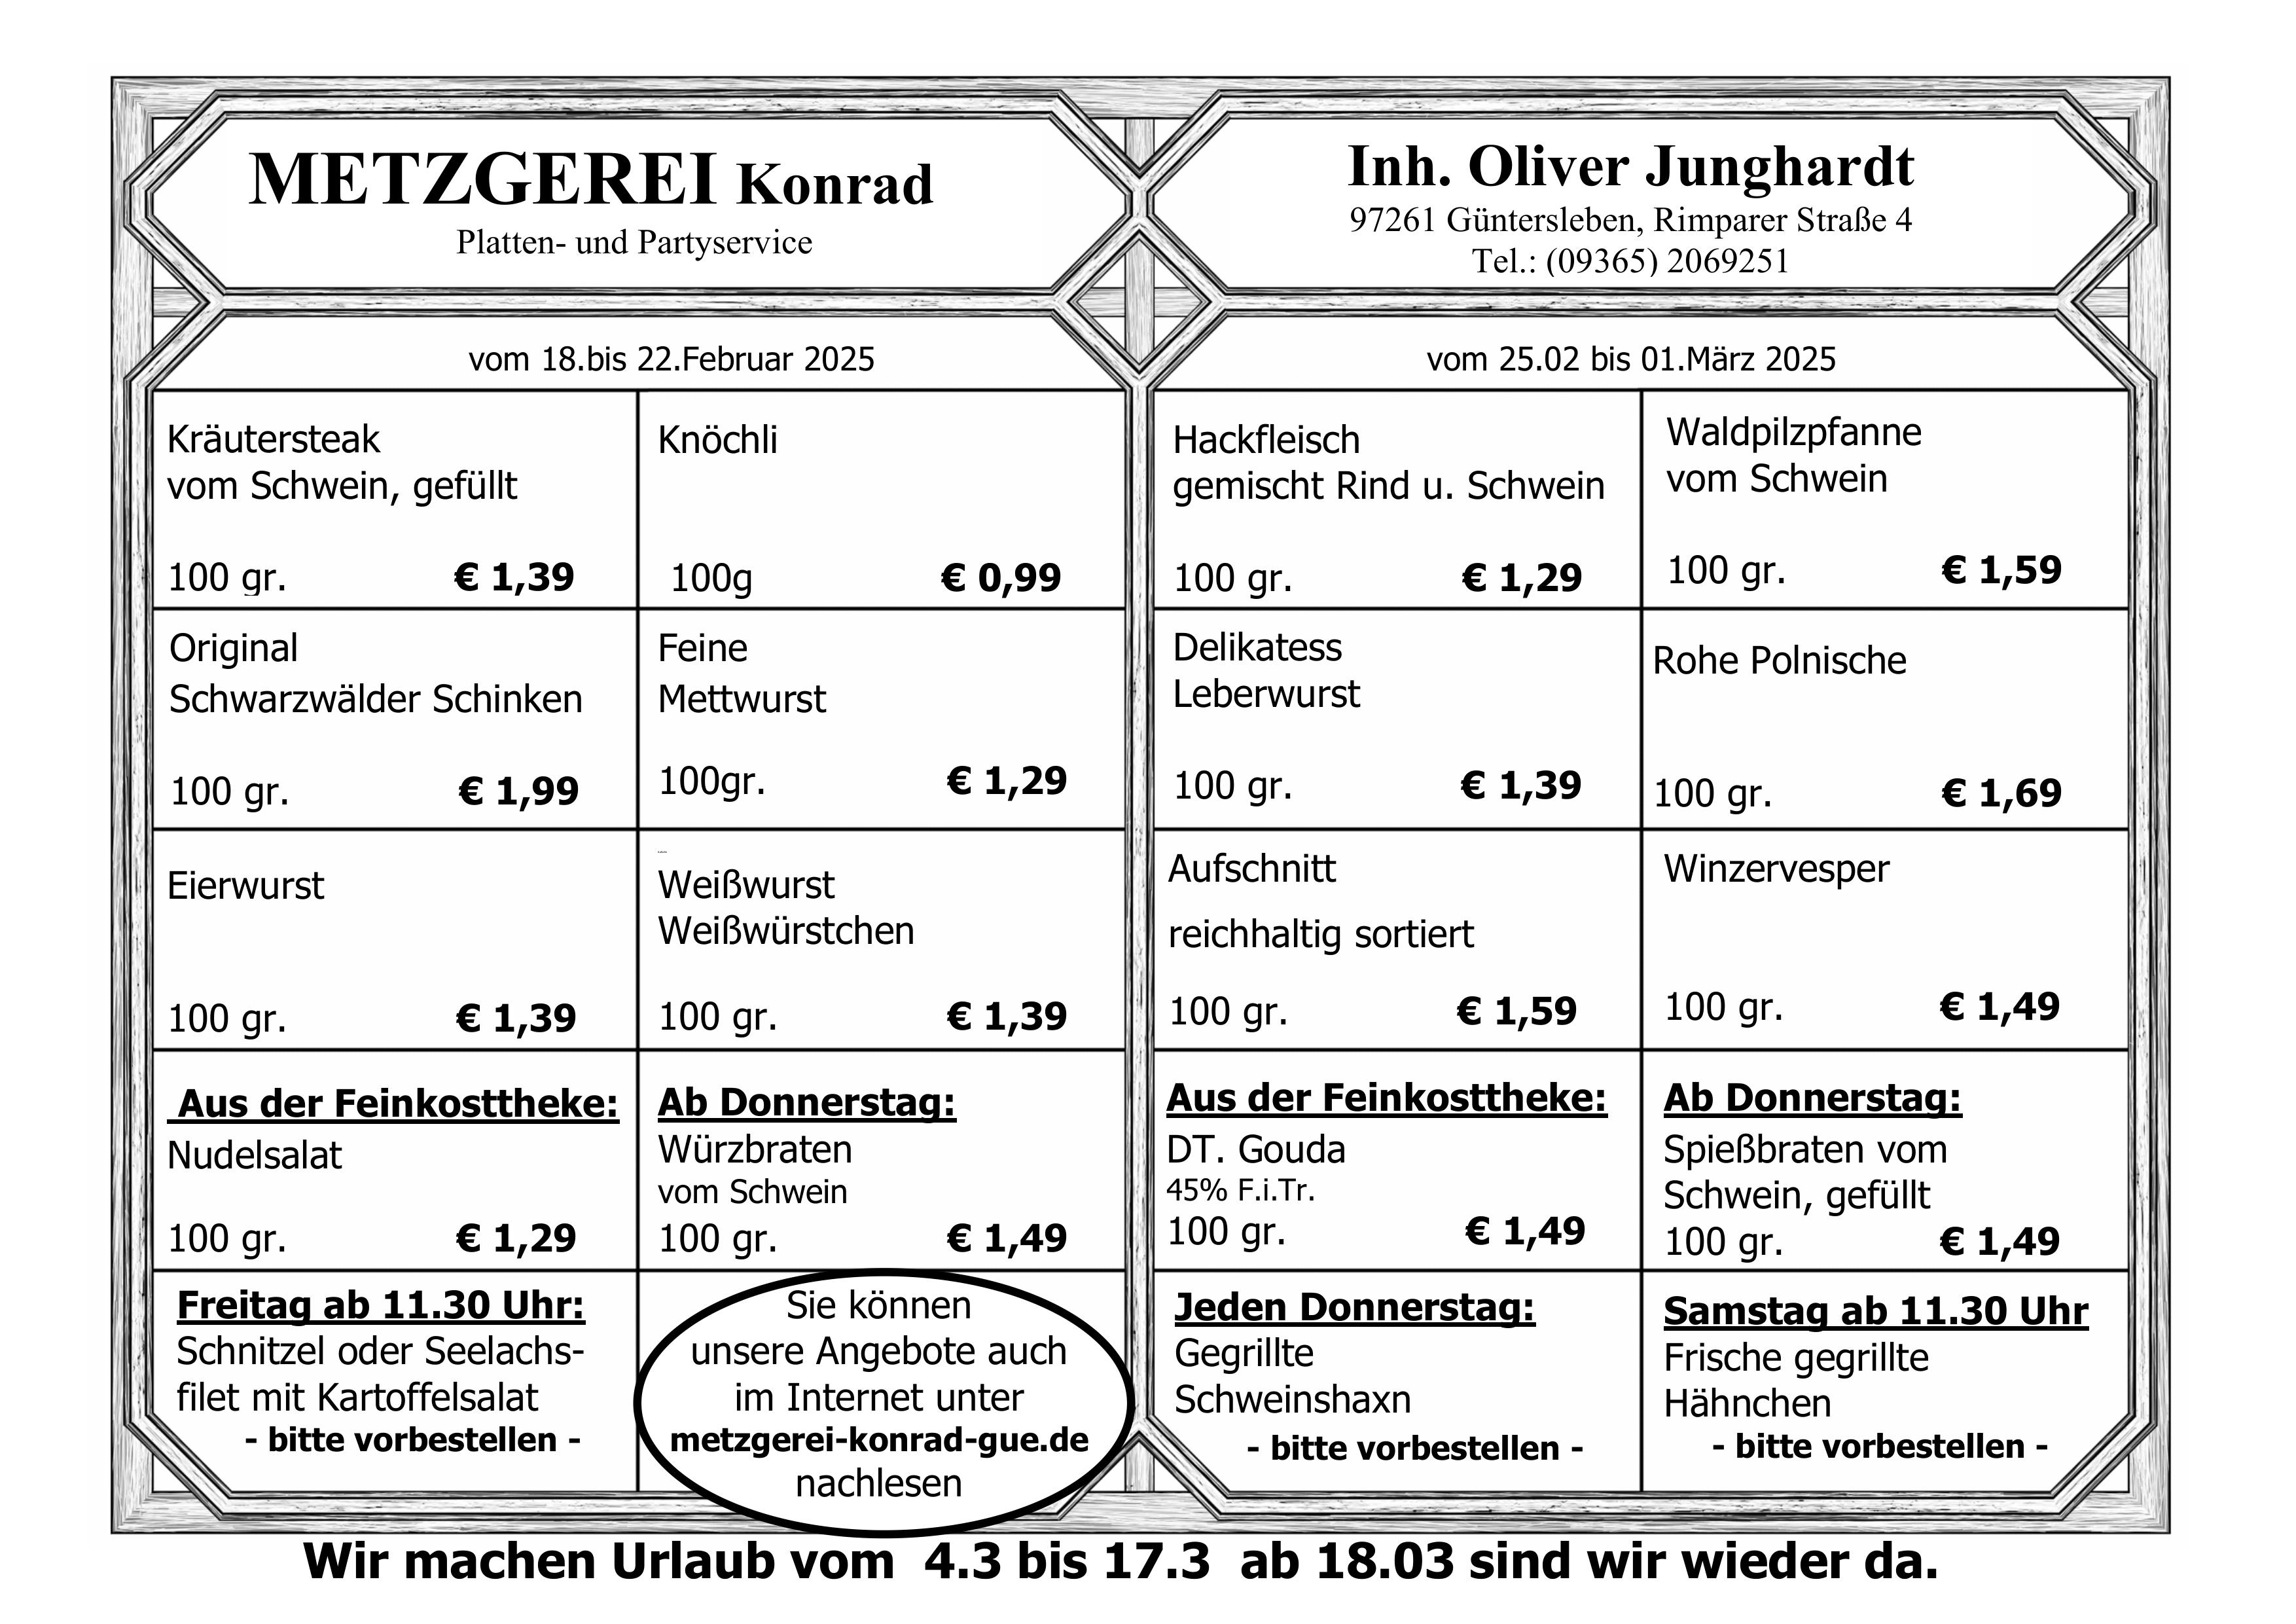 METZGEREI Konrad
Platten- und Partyservice
Inh. Oliver Junghardt
97261 Güntersleben, Rimparer Straße 4
Tel.: (09365) 2069251
vom 18.bis 22.Februar 2025
Kräutersteak
vom Schwein, gefüllt
100 gr. € 1,39
Knöchli
100g € 0,99
Original
Schwarzwälder Schinken
100 gr. € 1,99
Feine
Mettwurst
100gr. € 1,29
Eierwurst
100 gr. € 1,39
Weißwurst
Weißwürstchen
100 gr. € 1,39
Aus der Feinkosttheke:
Nudelsalat
100 gr. € 1,29
Ab Donnerstag:
Würzbraten
vom Schwein
100 gr. € 1,49
Freitag ab 11.30 Uhr:
Schnitzel oder Seelachs-
filet mit Kartoffelsalat
- bitte vorbestellen -
Sie können
unsere Angebote auch
im Internet unter
metzgerei-konrad-gue.de
nachlesen
vom 25.02 bis 01.März 2025
Hackfleisch
gemischt Rind u. Schwein
100 gr. € 1,29
Waldpilzpfanne
vom Schwein
100 gr. € 1,59
Delikatess
Leberwurst
100 gr. € 1,39
Rohe Polnische
100 gr. € 1,69
Aufschnitt
reichhaltig sortiert
100 gr. € 1,59
Winzervesper
100 gr. € 1,49
Aus der Feinkosttheke:
DT. Gouda
45% F.i.Tr.
100 gr. € 1,49
Ab Donnerstag:
Spießbraten vom
Schwein, gefüllt
100 gr. € 1,49
Jeden Donnerstag:
Gegrillte
Schweinshaxn
- bitte vorbestellen -
Samstag ab 11.30 Uhr
Frische gegrillte
Hähnchen
- bitte vorbestellen -
Wir machen Urlaub vom 4.3 bis 17.3 ab 18.03 sind wir wieder da.